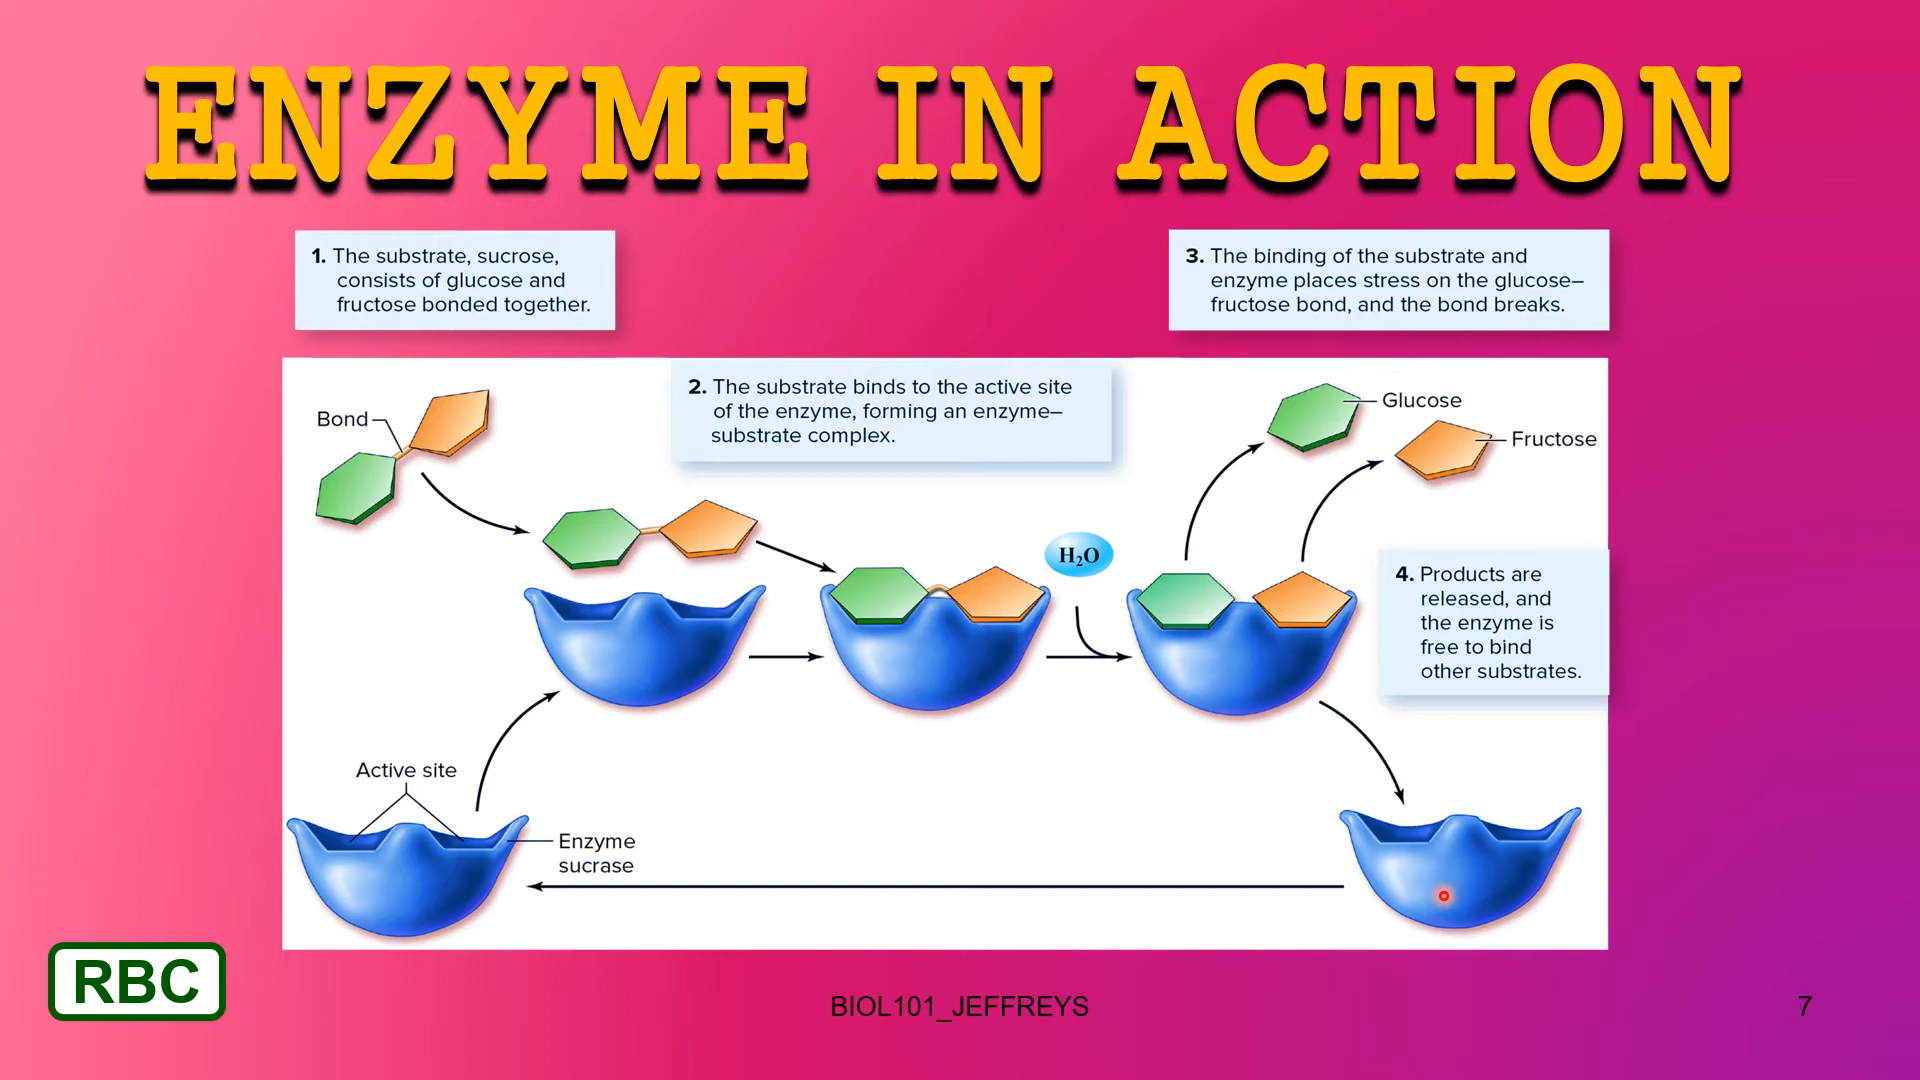 ENZYME IN ACTION
1. The substrate, sucrose,
consists of glucose and
fructose bonded together.
3. The binding of the substrate and
enzyme places stress on the glucose–
fructose bond, and the bond breaks.
2. The substrate binds to the active site
of the enzyme, forming an enzyme–
substrate complex.
Bond
Glucose
Fructose
H₂O
4. Products are
released, and
the enzyme is
free to bind
other substrates.
Active site
Enzyme
sucrase
RBC
BIOL101_JEFFREYS
7